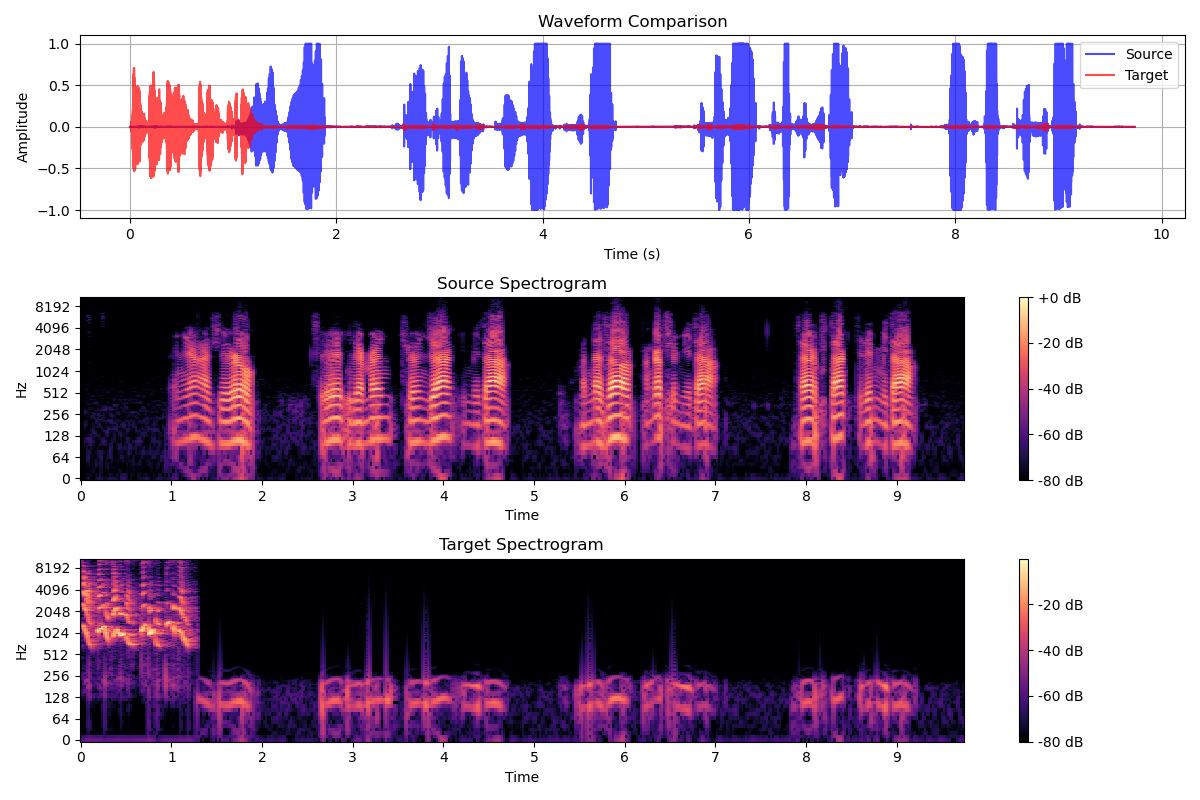 Waveform Comparison
1.0
0.5
0.0
−0.5
−1.0
Amplitude
Source
Target
0 2 4 6 8 10
Time (s)
Source Spectrogram
8192
4096
2048
1024
512
256
128
64
0
Hz
0 1 2 3 4 5 6 7 8 9
Time
+0 dB
-20 dB
-40 dB
-60 dB
-80 dB
Target Spectrogram
8192
4096
2048
1024
512
256
128
64
0
Hz
0 1 2 3 4 5 6 7 8 9
Time
-20 dB
-40 dB
-60 dB
-80 dB